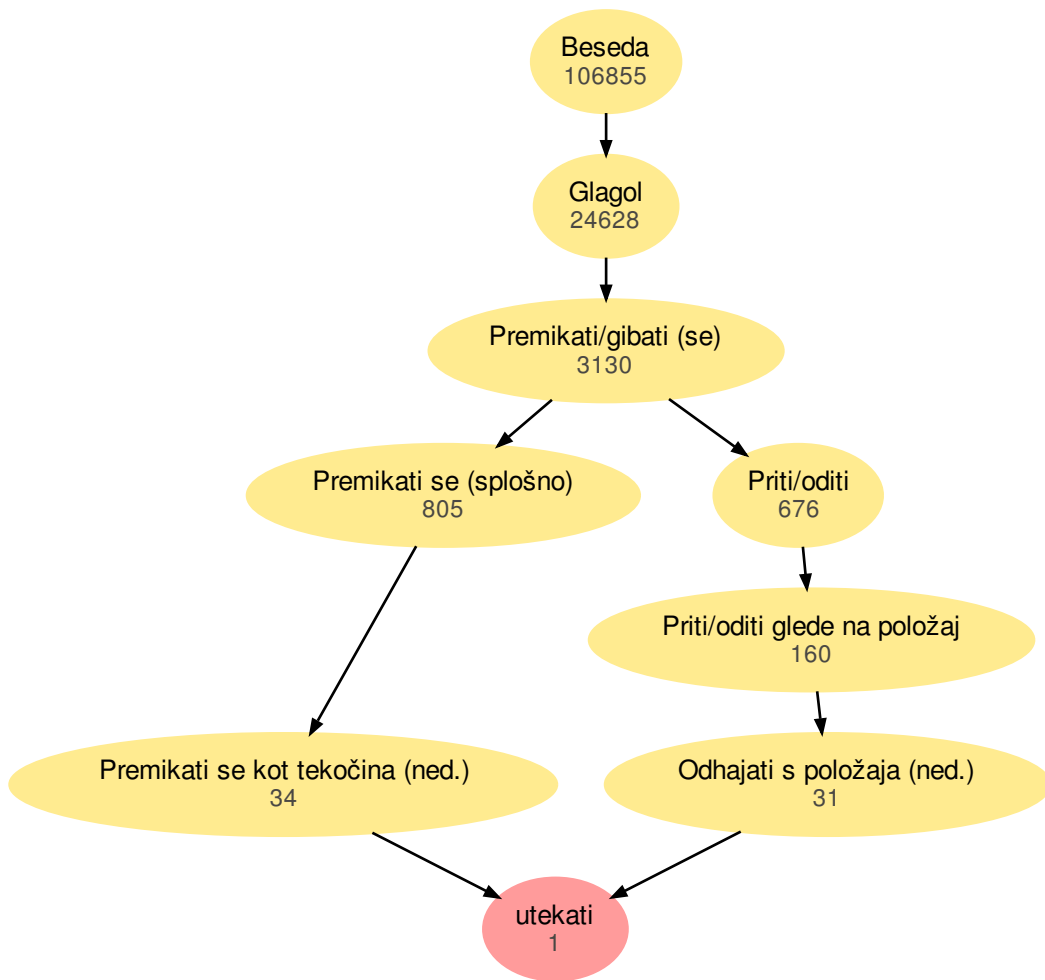 Beseda
106855
Glagol
24628
Premikati/gibati (se)
3130
Premikati se (splošno)
805
Priti/oditi
676
Priti/oditi glede na položaj
160
Premikati se kot tekočina (ned.)
34
Odhajati s položaja (ned.)
31
utekati
1